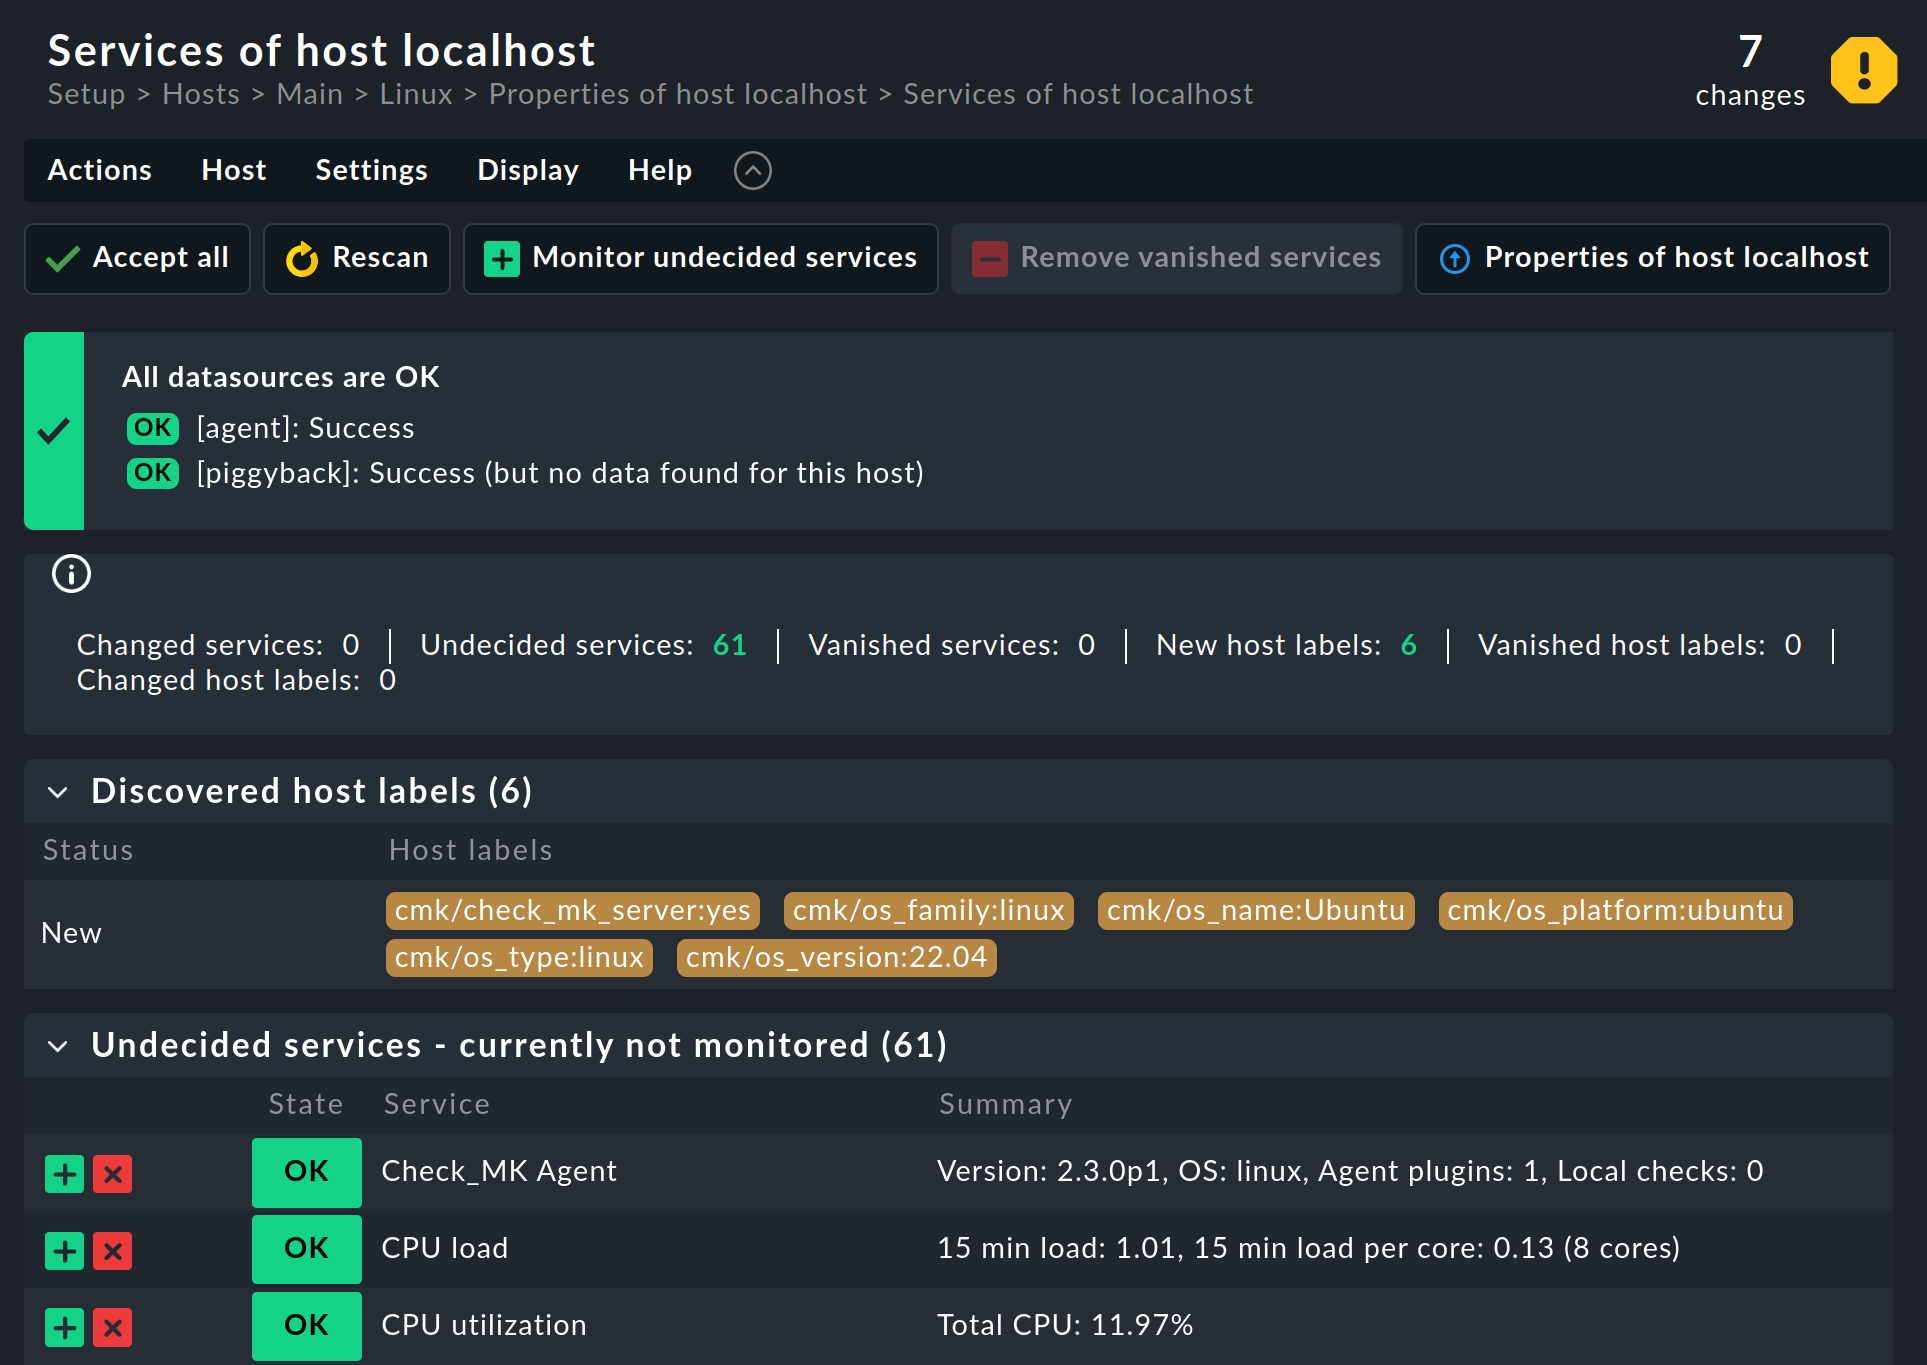 Services of host localhost
7
Setup > Hosts > Main > Linux > Properties of host localhost > Services of host localhost
changes
Actions Host Settings Display Help
Accept all Rescan Monitor undecided services Remove vanished services Properties of host localhost
All datasources are OK
OK [agent]: Success
OK [piggyback]: Success (but no data found for this host)
Changed services: 0 | Undecided services: 61 | Vanished services: 0 | New host labels: 6 | Vanished host labels: 0 |
Changed host labels: 0
Discovered host labels (6)
Status Host labels
New
cmk/check_mk_server:yes cmk/os_family:linux cmk/os_name:Ubuntu cmk/os_platform:ubuntu
cmk/os_type:linux cmk/os_version:22.04
Undecided services - currently not monitored (61)
State Service Summary
OK Check_MK Agent Version: 2.3.0p1, OS: linux, Agent plugins: 1, Local checks: 0
OK CPU load 15 min load: 1.01, 15 min load per core: 0.13 (8 cores)
OK CPU utilization Total CPU: 11.97%